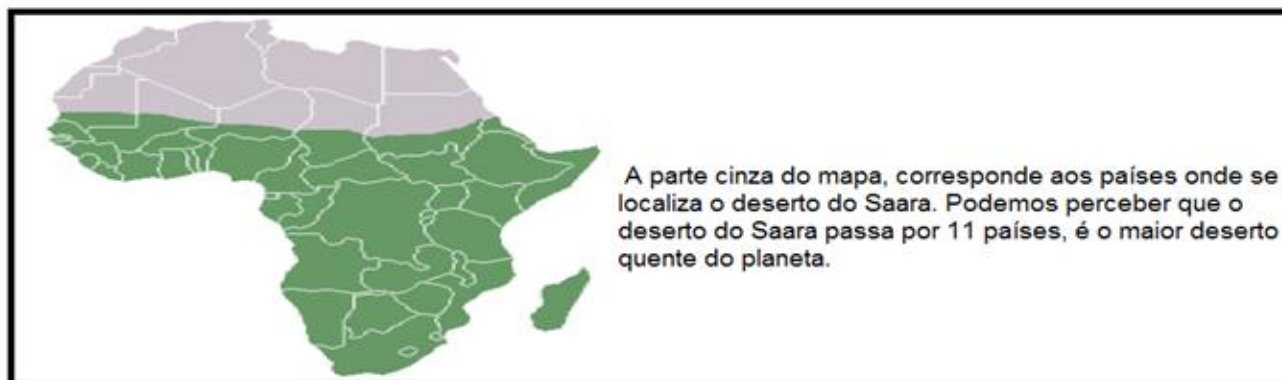 A parte cinza do mapa, corresponde aos países onde se
localiza o deserto do Saara. Podemos perceber que o
deserto do Saara passa por 11 países, é o maior deserto
quente do planeta.